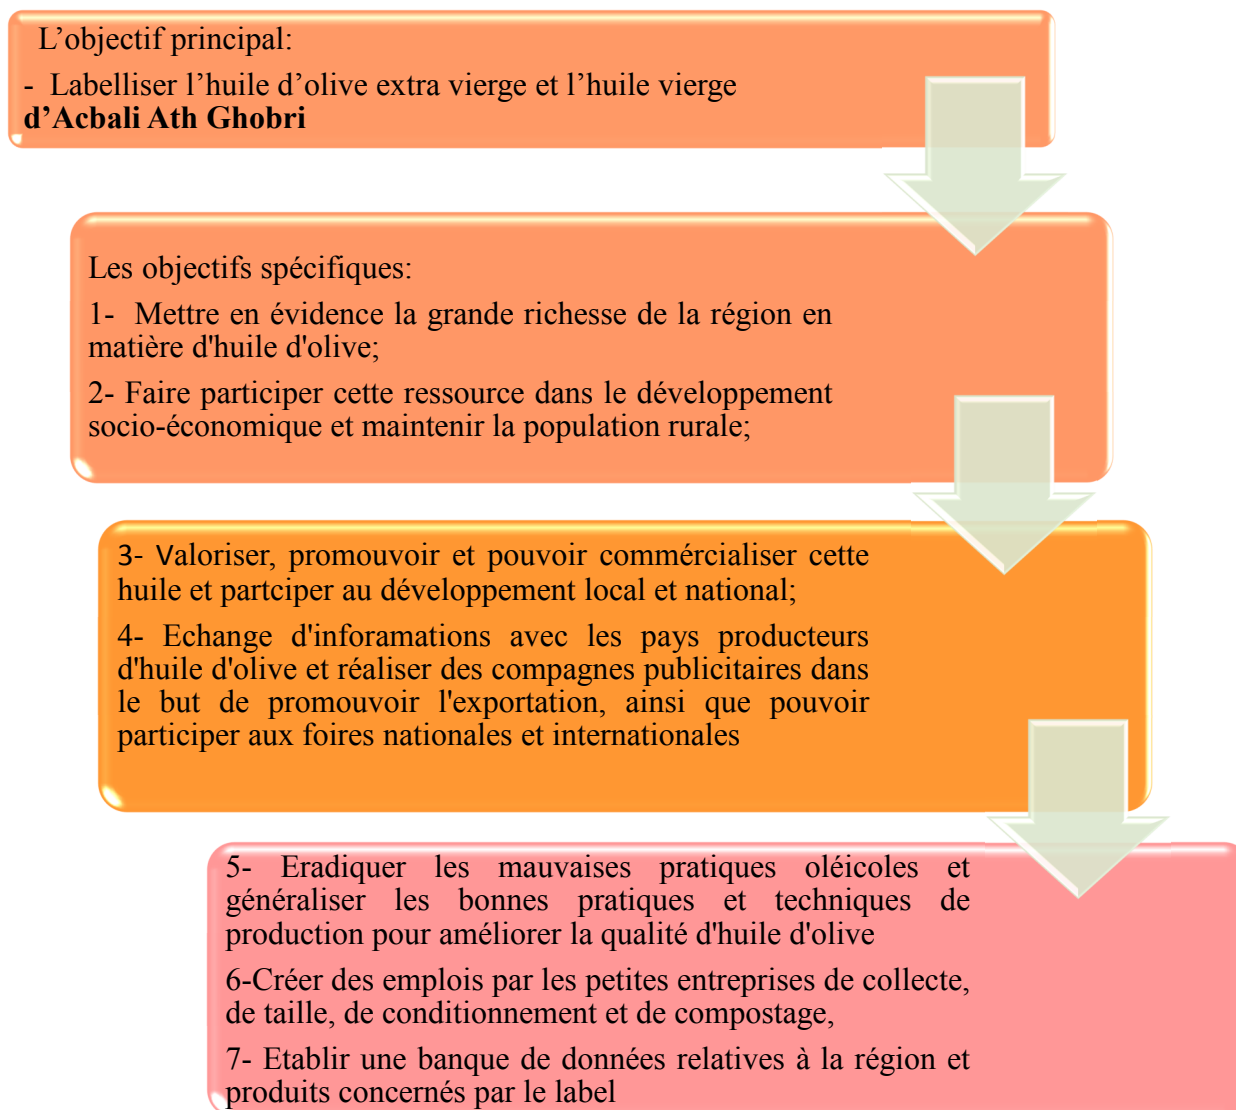 L’objectif principal:
- Labelliser l’huile d’olive extra vierge et l’huile vierge
d’Acbali Ath Ghobri
Les objectifs spécifiques:
1- Mettre en évidence la grande richesse de la région en
matière d'huile d'olive;
2- Faire participer cette ressource dans le développement
socio-économique et maintenir la population rurale;
3- Valoriser, promouvoir et pouvoir commércialiser cette
huile et partciper au développement local et national;
4- Echange d'inforamations avec les pays producteurs
d'huile d'olive et réaliser des compagnes publicitaires dans
le but de promouvoir l'exportation, ainsi que pouvoir
participer aux foires nationales et internationales
5- Eradiquer les mauvaises pratiques oléicoles et
généraliser les bonnes pratiques et techniques de
production pour améliorer la qualité d'huile d'olive
6-Créer des emplois par les petites entreprises de collecte,
de taille, de conditionnement et de compostage,
7- Etablir une banque de données relatives à la région et
produits concernés par le label